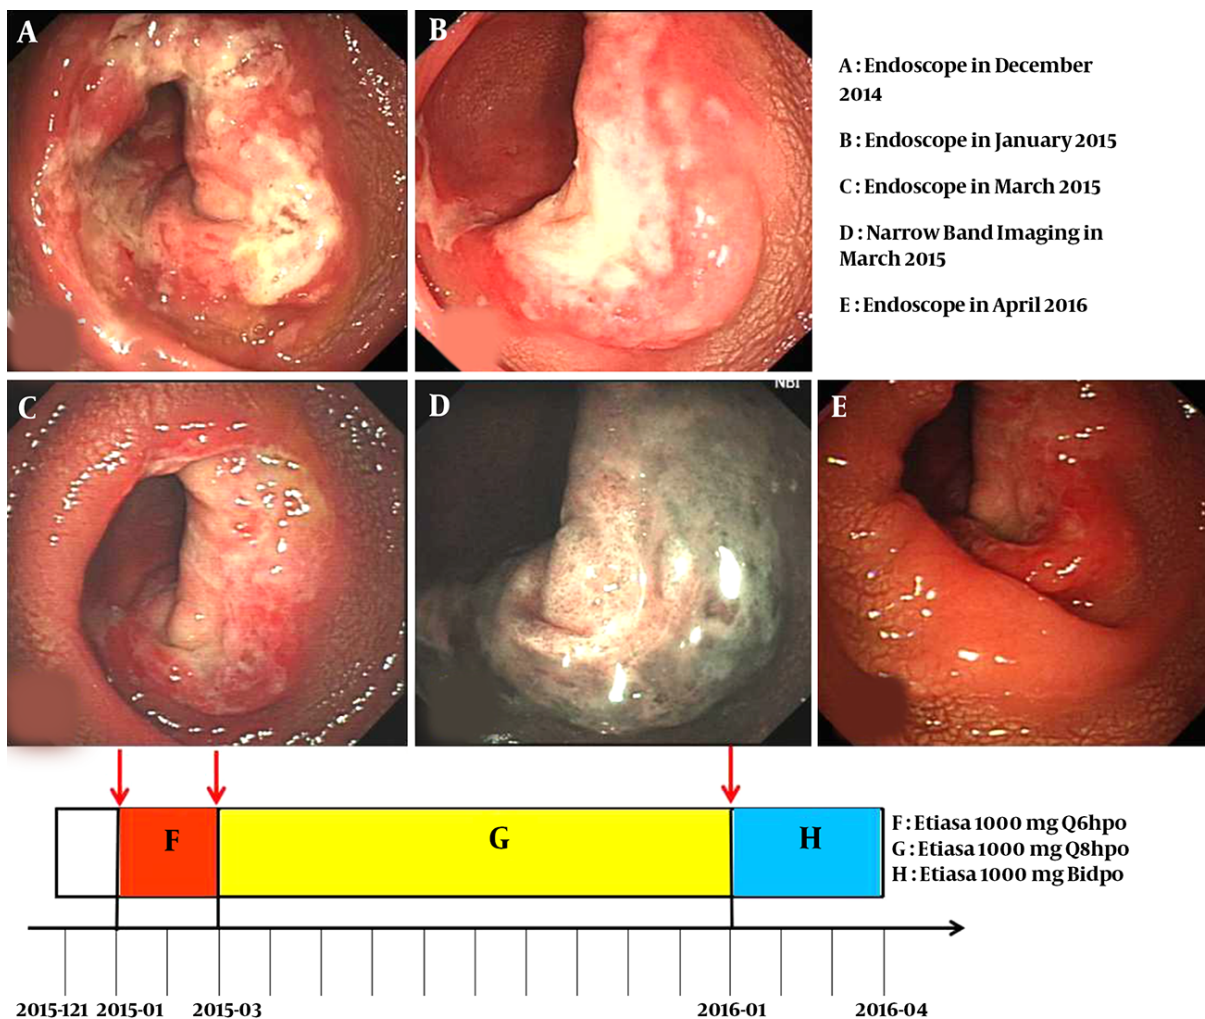 A
B
A : Endoscope in December
2014
B : Endoscope in January 2015
C : Endoscope in March 2015
D : Narrow Band Imaging in
March 2015
E : Endoscope in April 2016
C
D
NBI
E
F
G
H
F : Etiasa 1000 mg Q6hpo
G : Etiasa 1000 mg Q8hpo
H : Etiasa 1000 mg Bidpo
2015-121 2015-01 2015-03 2016-01 2016-04